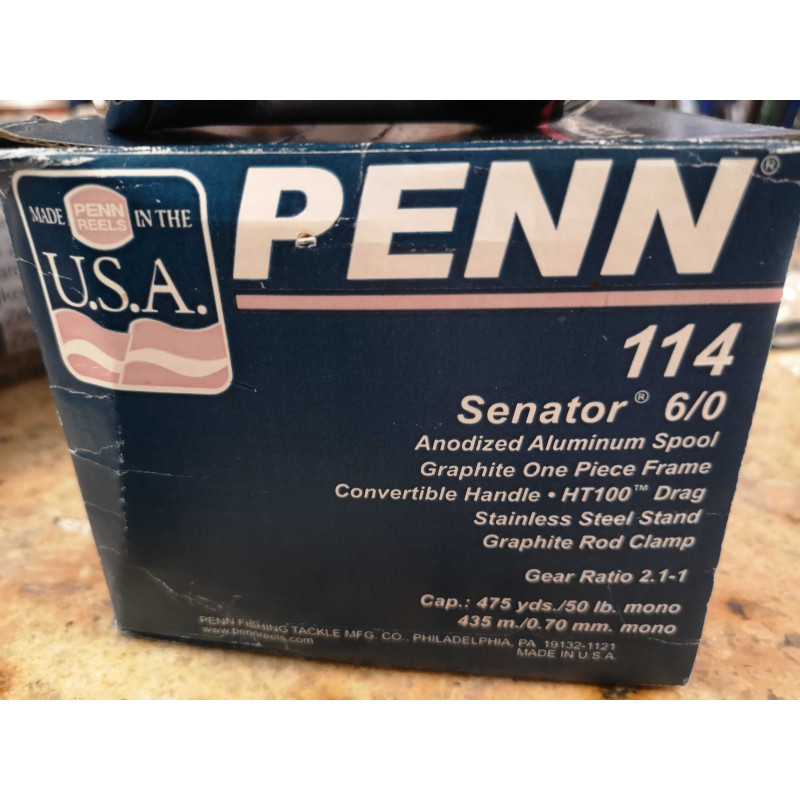 MADE PENN REELS IN THE
U.S.A.
PENN®
114
Senator® 6/0
Anodized Aluminum Spool
Graphite One Piece Frame
Convertible Handle • HT100™ Drag
Stainless Steel Stand
Graphite Rod Clamp
Gear Ratio 2.1-1
Cap.: 475 yds./50 lb. mono
435 m./0.70 mm. mono
PENN FISHING TACKLE MFG. CO., PHILADELPHIA, PA 19132-1121
www.pennreels.com
MADE IN U.S.A.